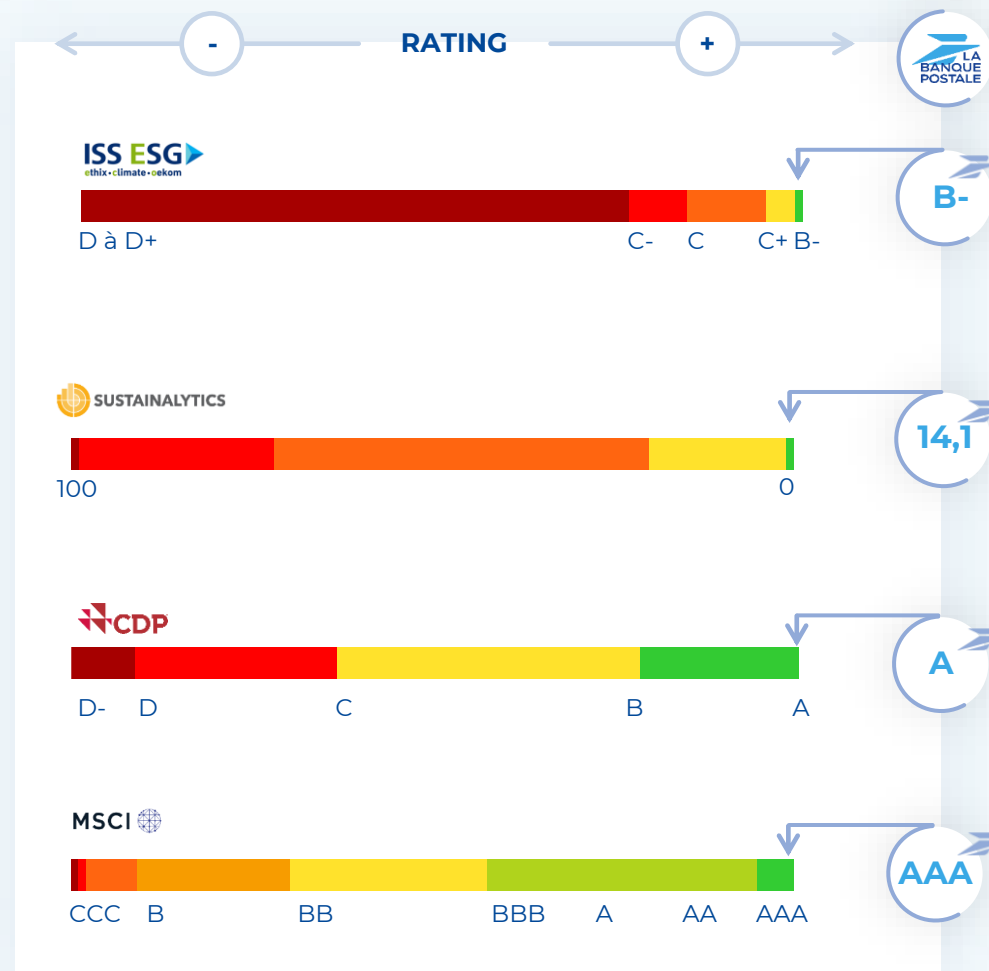 - RATING +
LA
BANQUE
POSTALE
ISS ESG
ethix·climate·oekom
B-
D à D+ C- C C+ B-
SUSTAINALYTICS
14,1
100 0
CDP
A
D- D C B A
MSCI
AAA
CCC B BB BBB A AA AAA